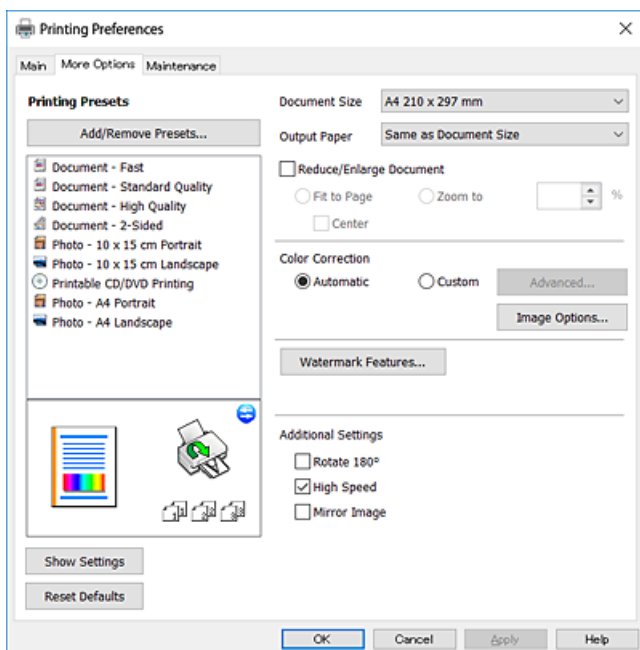 Printing Preferences
Main More Options Maintenance
Printing Presets
Add/Remove Presets...
Document - Fast
Document - Standard Quality
Document - High Quality
Document - 2-Sided
Photo - 10 x 15 cm Portrait
Photo - 10 x 15 cm Landscape
Printable CD/DVD Printing
Photo - A4 Portrait
Photo - A4 Landscape
Show Settings
Reset Defaults
Document Size A4 210 x 297 mm
Output Paper Same as Document Size
Reduce/Enlarge Document
Fit to Page Zoom to %
Center
Color Correction
Automatic Custom Advanced...
Image Options...
Watermark Features...
Additional Settings
Rotate 180°
High Speed
Mirror Image
OK Cancel Apply Help